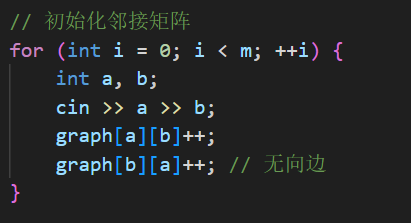 // 初始化邻接矩阵
for (int i = 0; i < m; ++i) {
    int a, b;
    cin >> a >> b;
    graph[a][b]++;
    graph[b][a]++; // 无向边
}